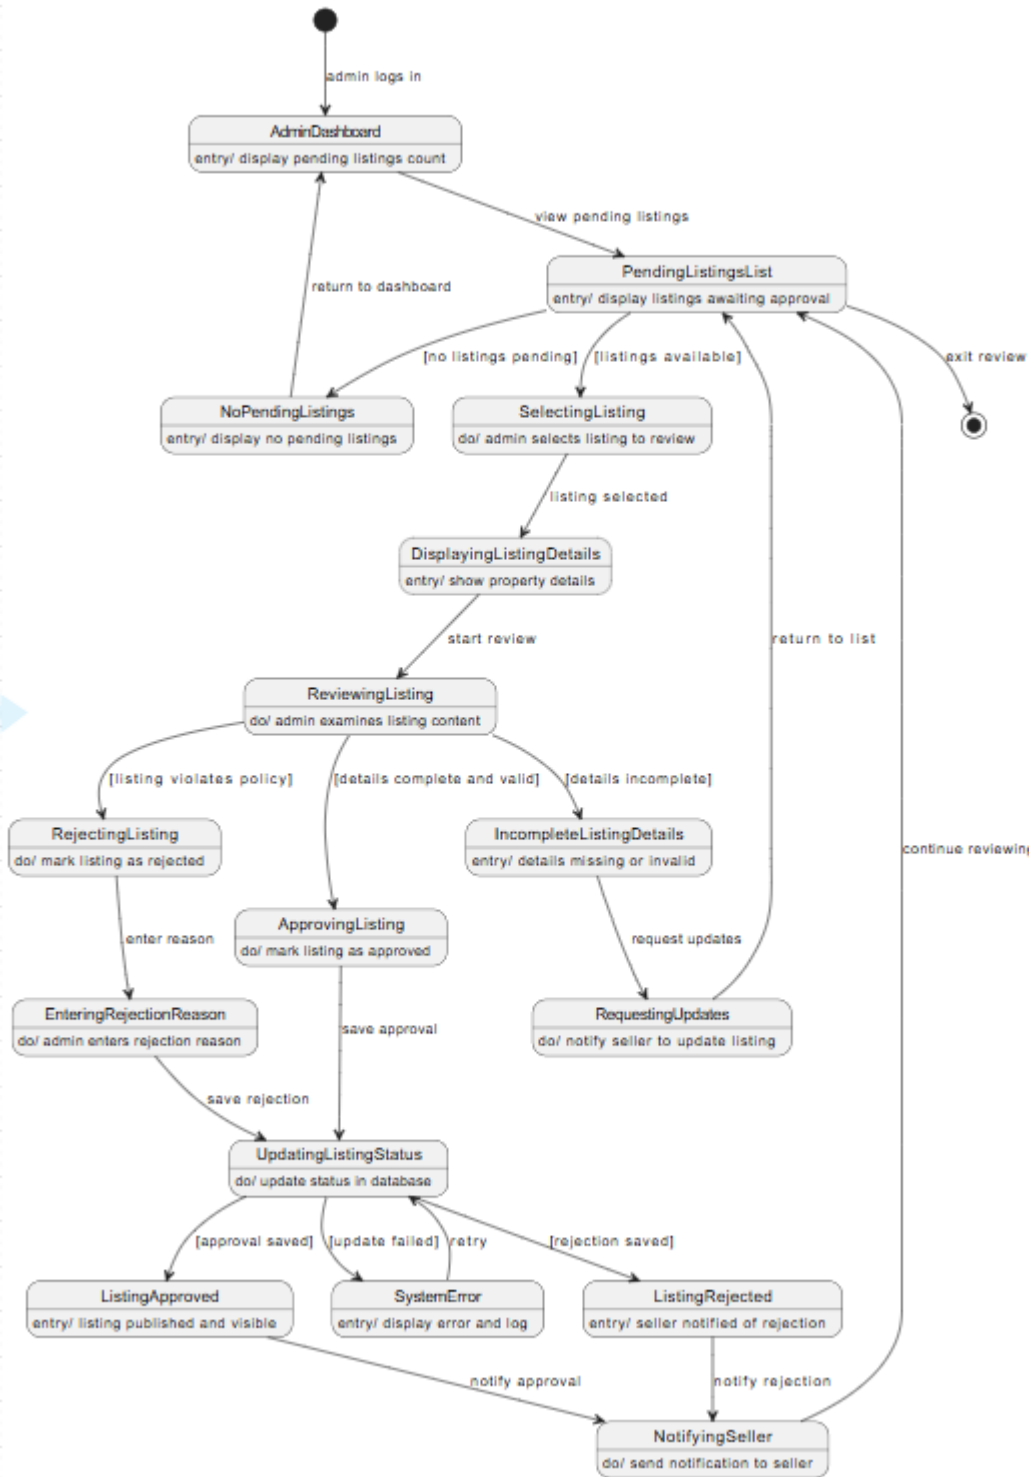 admin logs in
AdminDashboard
entry/ display pending listings count
view pending listings
PendingListingsList
entry/ display listings awaiting approval
return to dashboard
[no listings pending]
[listings available]
exit review
NoPendingListings
entry/ display no pending listings
SelectingListing
do/ admin selects listing to review
listing selected
DisplayingListingDetails
entry/ show property details
start review
return to list
ReviewingListing
do/ admin examines listing content
[listing violates policy]
[details complete and valid]
[details incomplete]
RejectingListing
do/ mark listing as rejected
IncompleteListingDetails
entry/ details missing or invalid
continue reviewing
ApprovingListing
do/ mark listing as approved
enter reason
request updates
EnteringRejectionReason
do/ admin enters rejection reason
save approval
RequestingUpdates
do/ notify seller to update listing
save rejection
UpdatingListingStatus
do/ update status in database
[approval saved]
[update failed]
retry
[rejection saved]
ListingApproved
entry/ listing published and visible
SystemError
entry/ display error and log
ListingRejected
entry/ seller notified of rejection
notify approval
notify rejection
NotifyingSeller
do/ send notification to seller